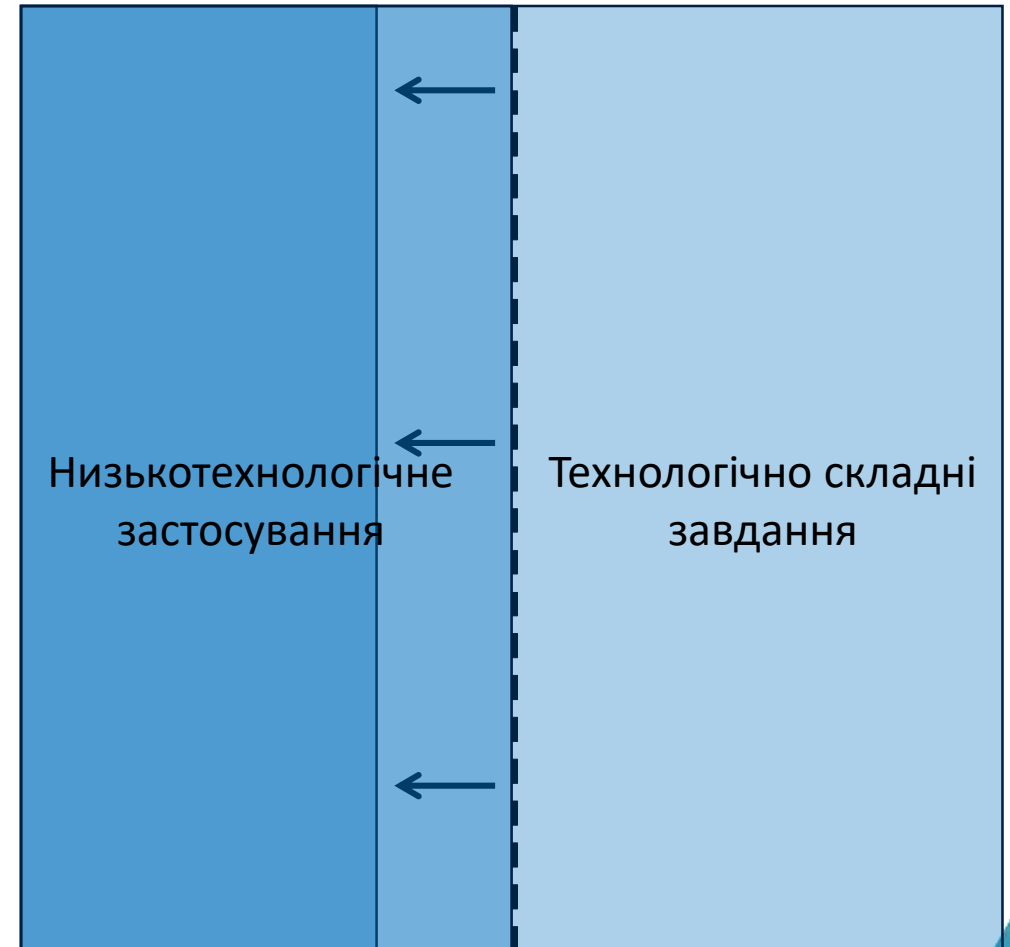 Низькотехнологічне
застосування
Технологічно складні
завдання